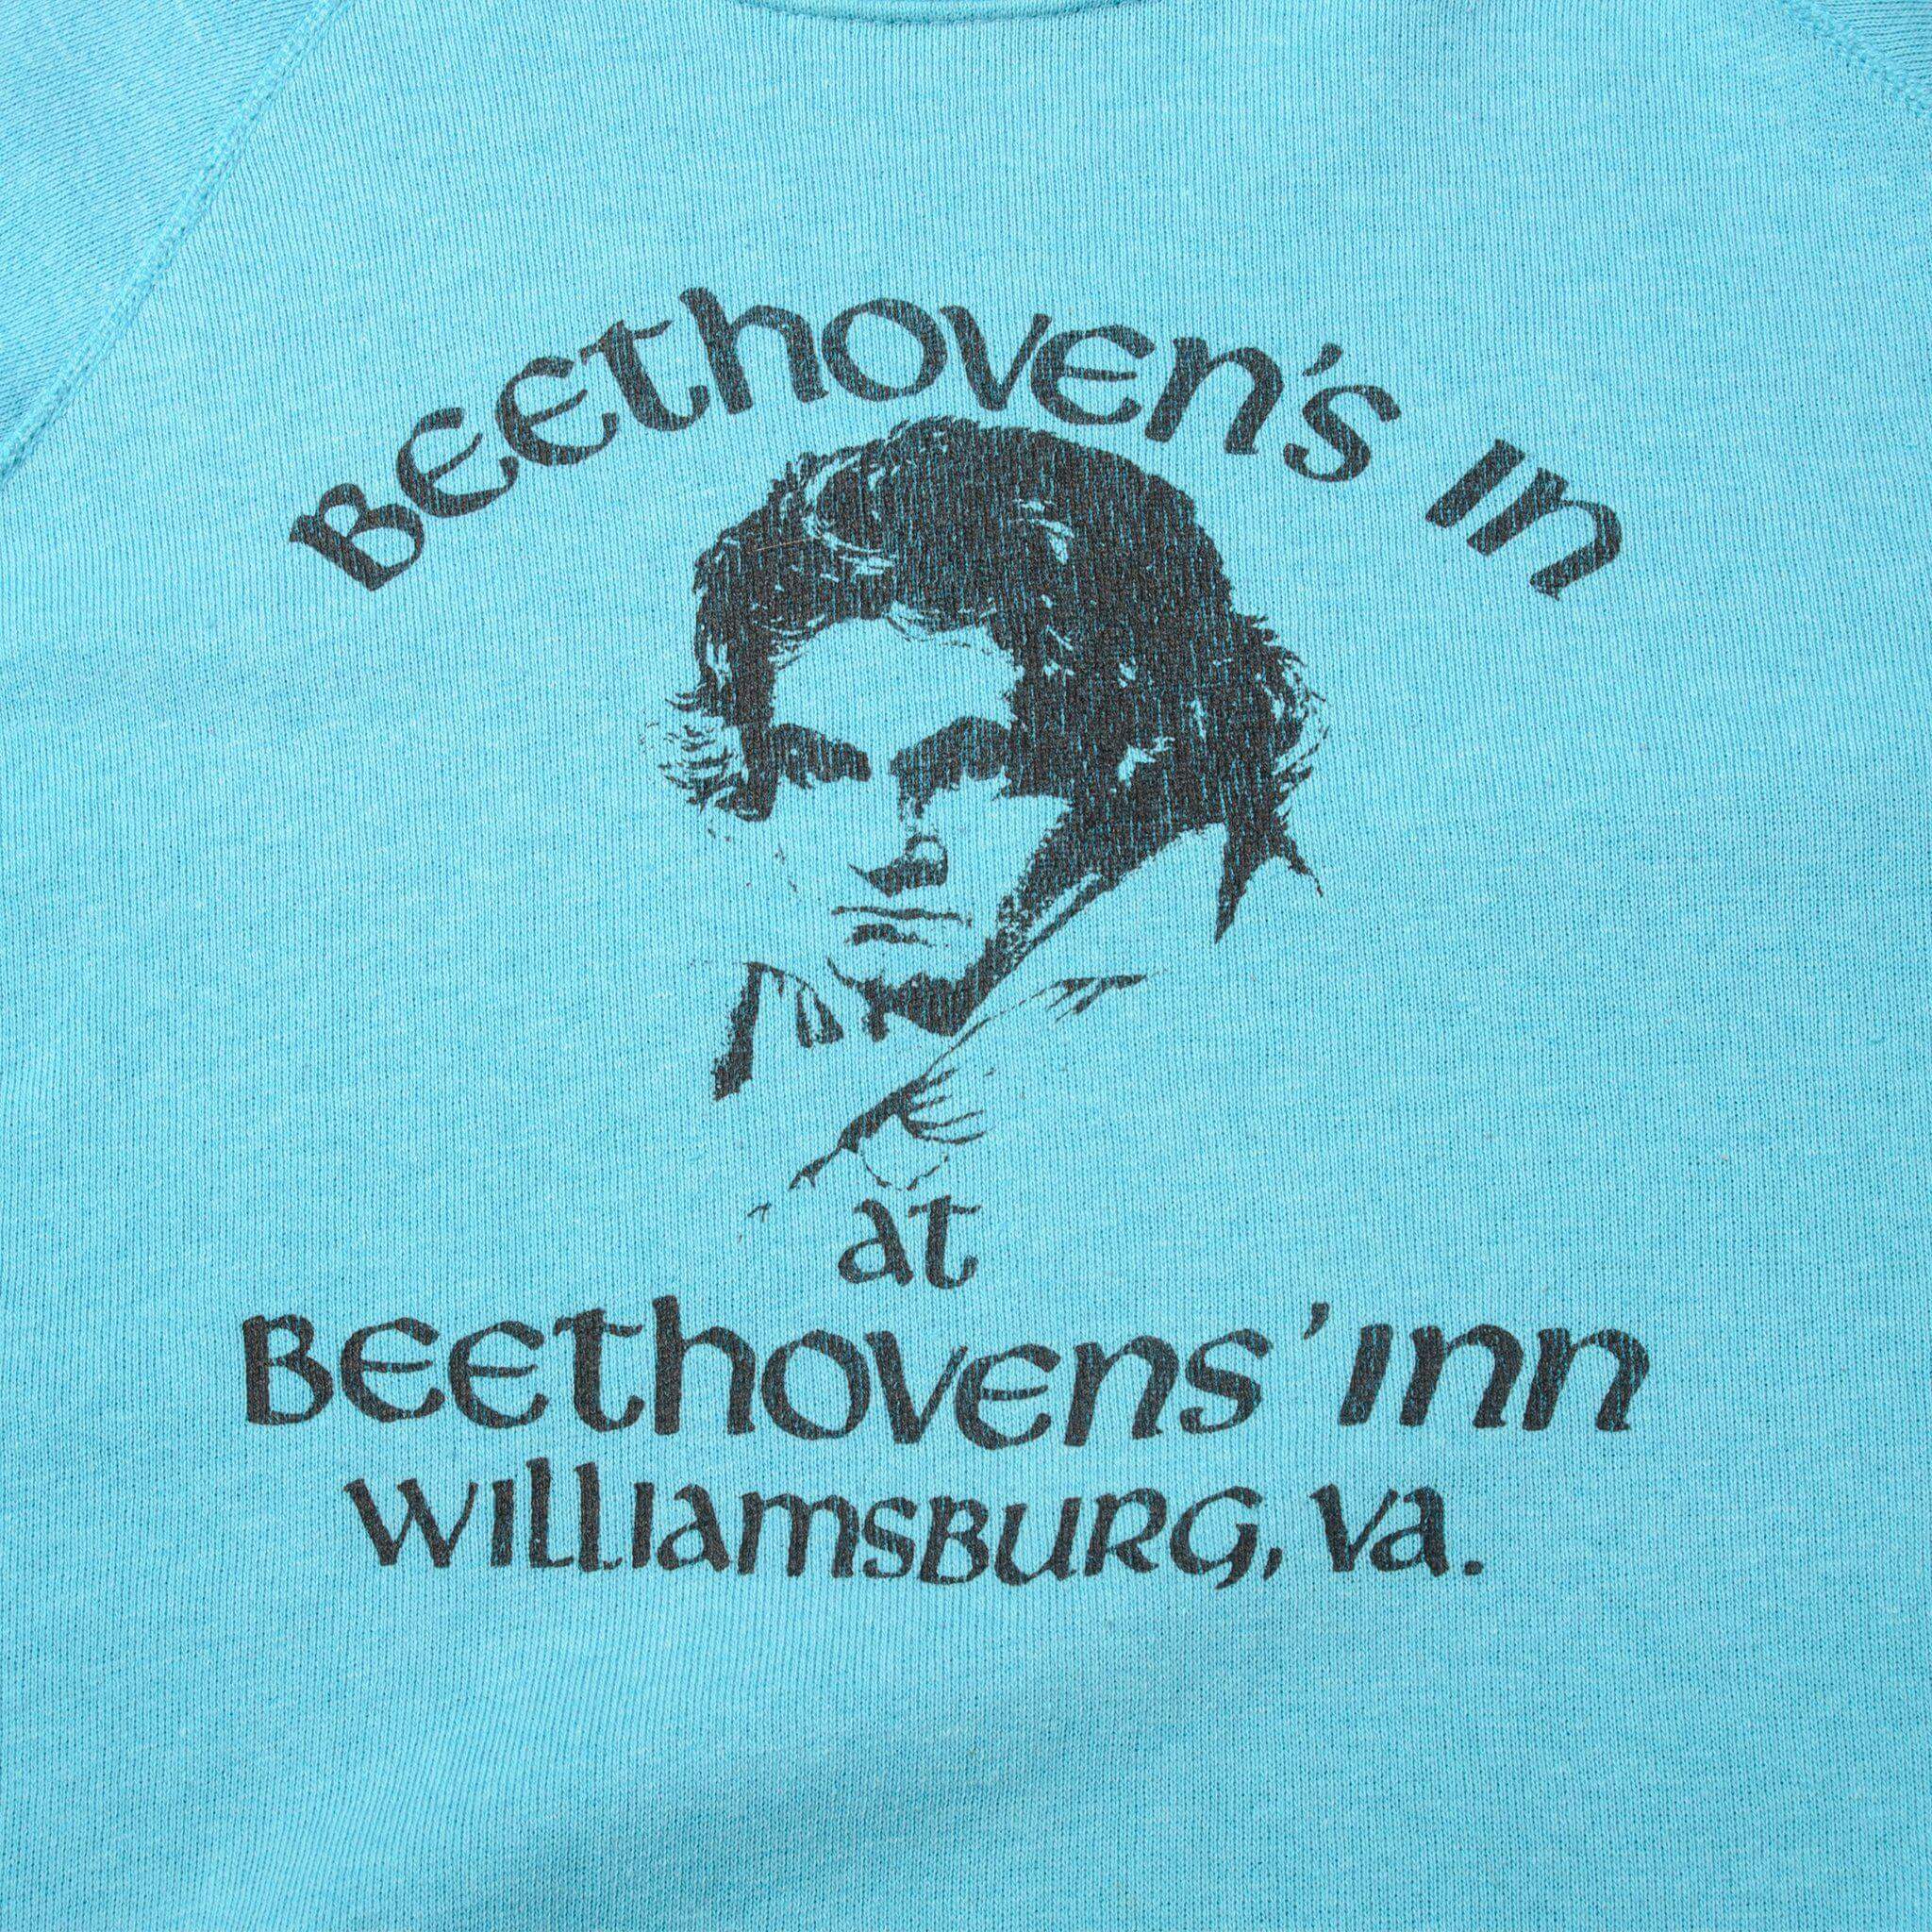 BEEthoven's In
at
BEEthovens' Inn
Williamsburg, Va.